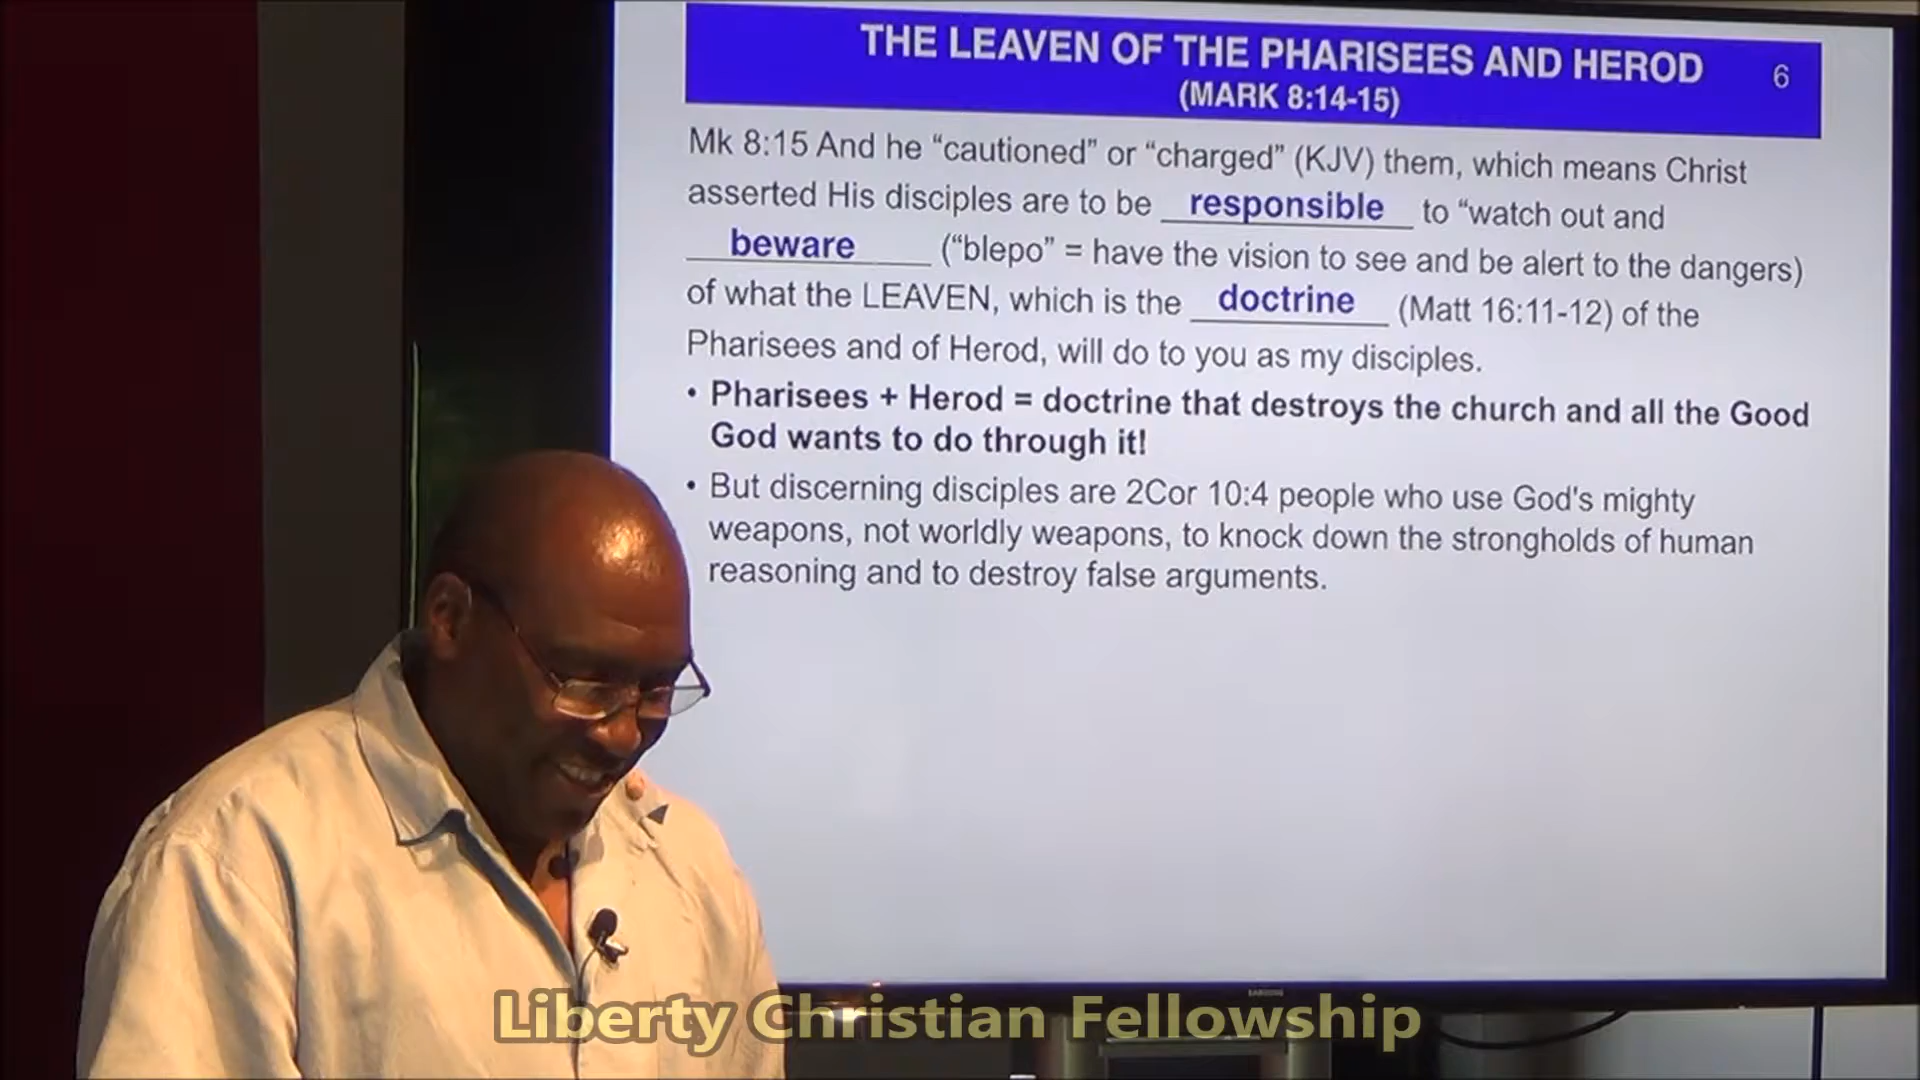 THE LEAVEN OF THE PHARISEES AND HEROD 6
(MARK 8:14-15)
Mk 8:15 And he “cautioned” or “charged” (KJV) them, which means Christ
asserted His disciples are to be responsible to “watch out and
beware (“blepo” = have the vision to see and be alert to the dangers)
of what the LEAVEN, which is the doctrine (Matt 16:11-12) of the
Pharisees and of Herod, will do to you as my disciples.
• Pharisees + Herod = doctrine that destroys the church and all the Good
God wants to do through it!
• But discerning disciples are 2Cor 10:4 people who use God's mighty
weapons, not worldly weapons, to knock down the strongholds of human
reasoning and to destroy false arguments.
SAMSUNG
Liberty Christian Fellowship